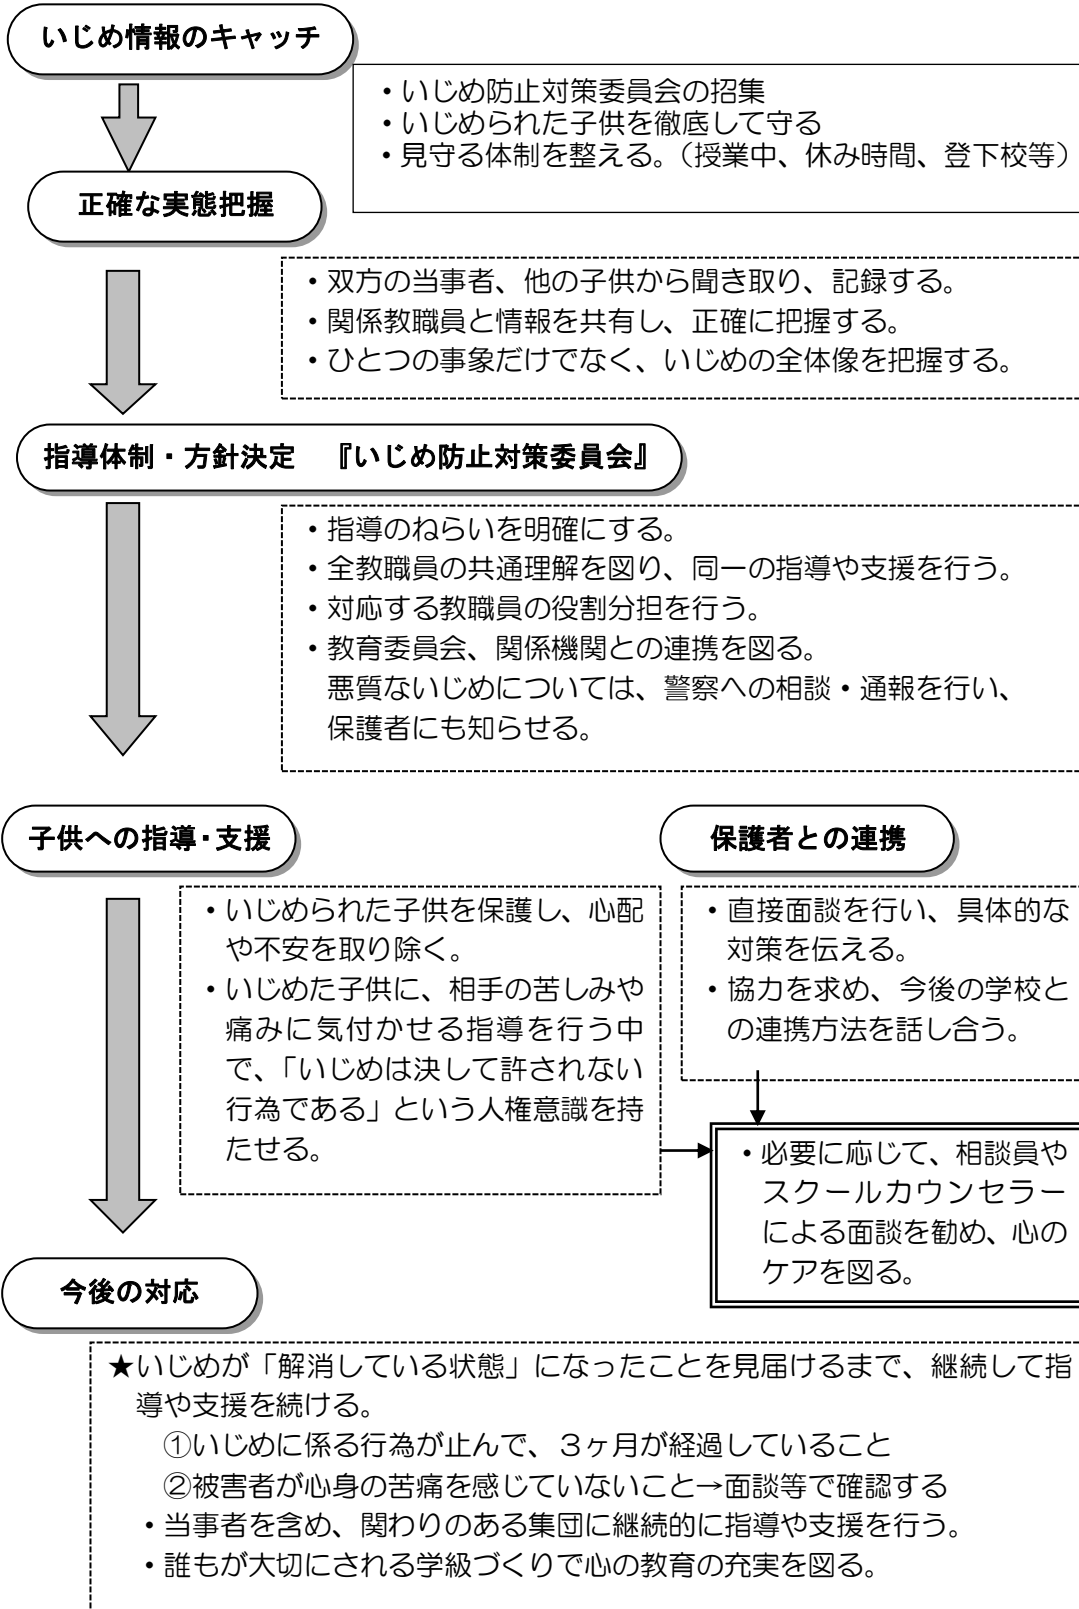 いじめ情報のキャッチ
・いじめ防止対策委員会の招集
・いじめられた子供を徹底して守る
・見守る体制を整える。（授業中、休み時間、登下校等）
正確な実態把握
・双方の当事者、他の子供から聞き取り、記録する。
・関係教職員と情報を共有し、正確に把握する。
・ひとつの事象だけでなく、いじめの全体像を把握する。
指導体制・方針決定　『いじめ防止対策委員会』
・指導のねらいを明確にする。
・全教職員の共通理解を図り、同一の指導や支援を行う。
・対応する教職員の役割分担を行う。
・教育委員会、関係機関との連携を図る。
悪質ないじめについては、警察への相談・通報を行い、
保護者にも知らせる。
子供への指導・支援
・いじめられた子供を保護し、心配
や不安を取り除く。
・いじめた子供に、相手の苦しみや
痛みに気付かせる指導を行う中
で、「いじめは決して許されない
行為である」という人権意識を持
たせる。
保護者との連携
・直接面談を行い、具体的な
対策を伝える。
・協力を求め、今後の学校と
の連携方法を話し合う。
・必要に応じて、相談員や
スクールカウンセラー
による面談を勧め、心の
ケアを図る。
今後の対応
★いじめが「解消している状態」になったことを見届けるまで、継続して指
導や支援を続ける。
①いじめに係る行為が止んで、３ヶ月が経過していること
②被害者が心身の苦痛を感じていないこと→面談等で確認する
・当事者を含め、関わりのある集団に継続的に指導や支援を行う。
・誰もが大切にされる学級づくりで心の教育の充実を図る。